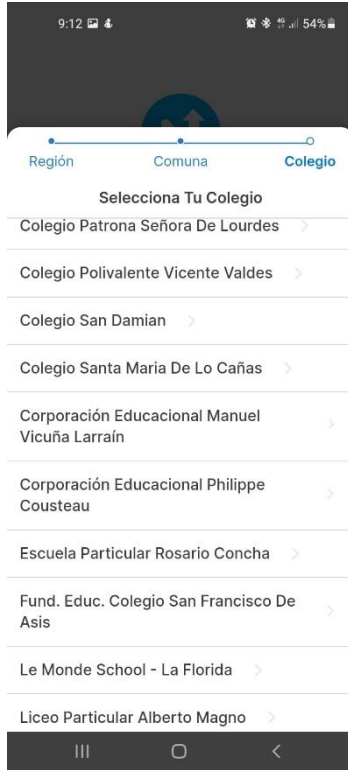 9:12 4G 54%
Región Comuna Colegio
Selecciona Tu Colegio
Colegio Patrona Señora De Lourdes
Colegio Polivalente Vicente Valdes
Colegio San Damian
Colegio Santa Maria De Lo Cañas
Corporación Educacional Manuel
Vicuña Larraín
Corporación Educacional Philippe
Cousteau
Escuela Particular Rosario Concha
Fund. Educ. Colegio San Francisco De
Asis
Le Monde School - La Florida
Liceo Particular Alberto Magno